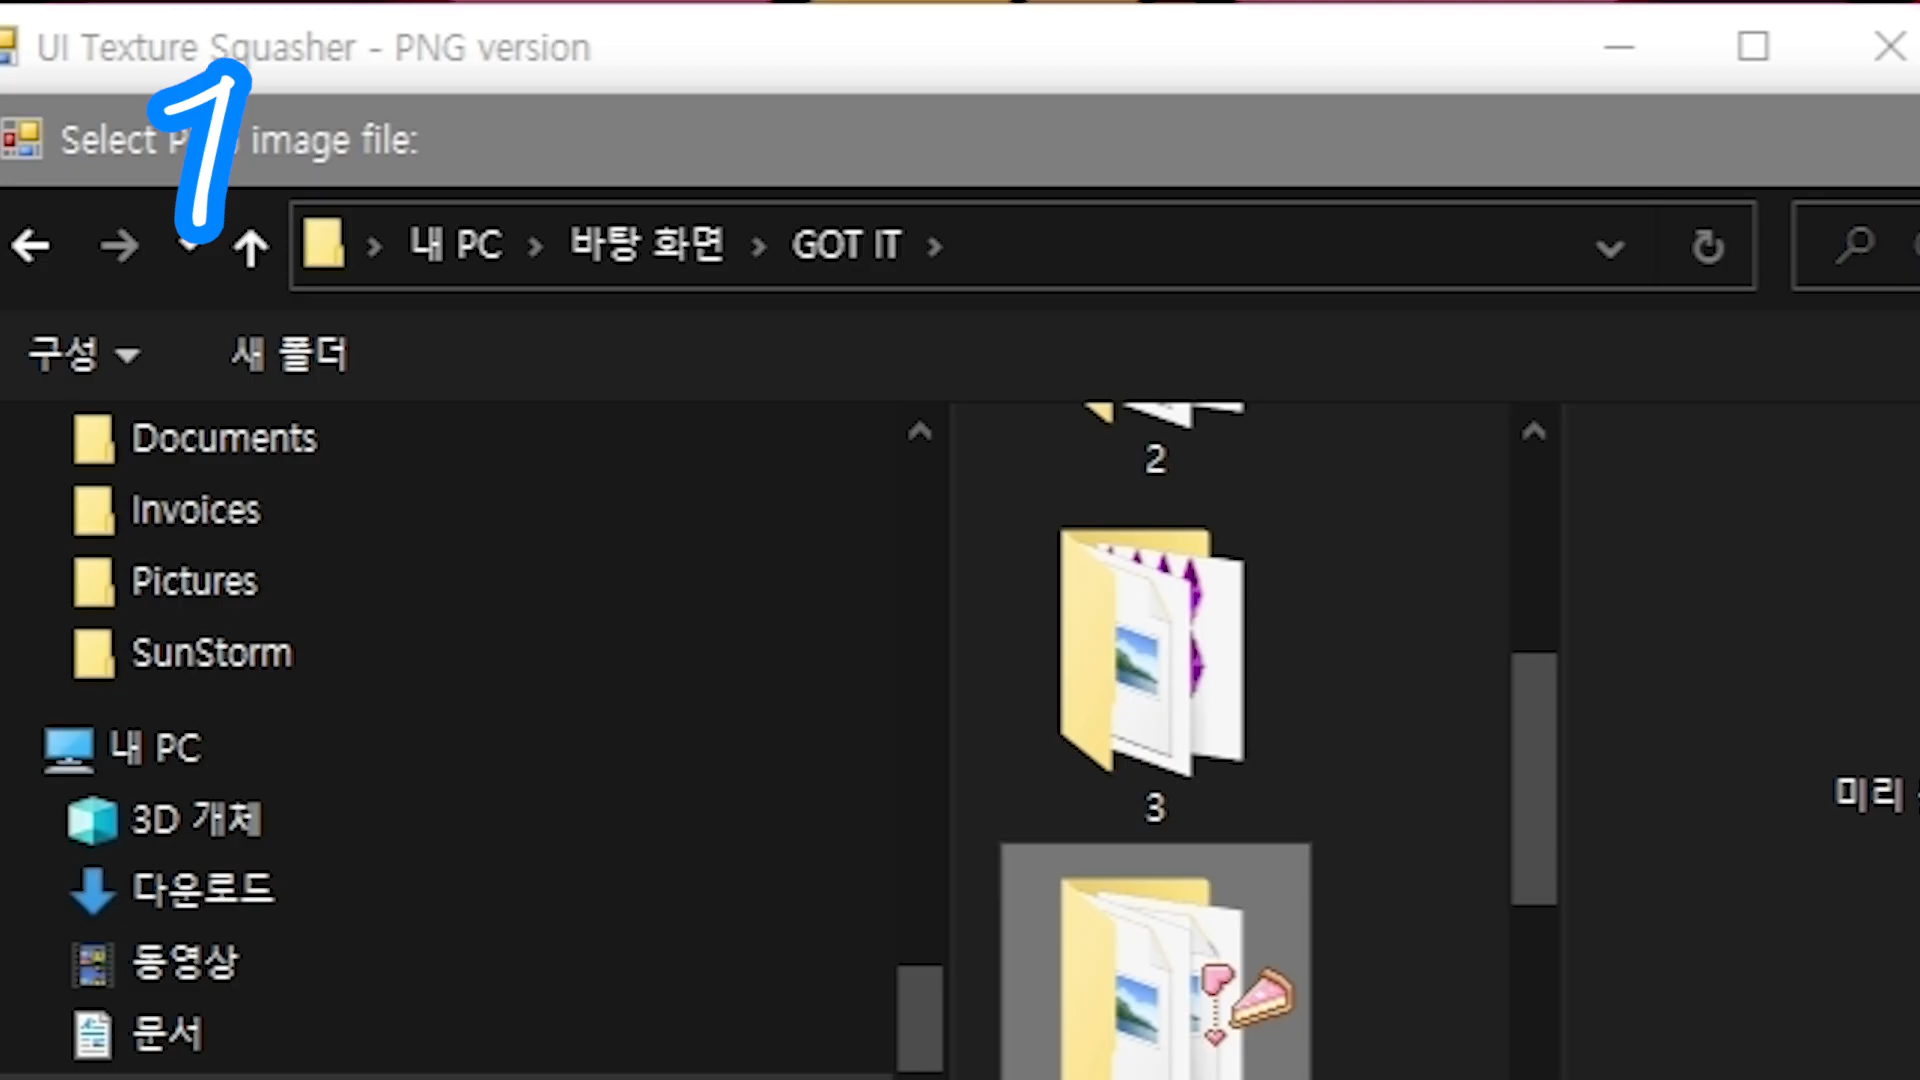 UI Texture Squasher - PNG version
1
Select image file:
내 PC 바탕 화면 GOT IT
구성 새 폴더
Documents
Invoices
Pictures
SunStorm
내 PC
3D 개체
다운로드
동영상
문서
2
3
미리